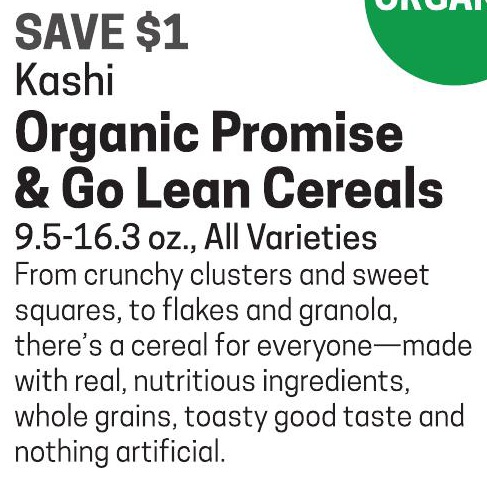 SAVE $1
Kashi
Organic Promise
& Go Lean Cereals
9.5-16.3 oz., All Varieties
From crunchy clusters and sweet
squares, to flakes and granola,
there's a cereal for everyone—made
with real, nutritious ingredients,
whole grains, toasty good taste and
nothing artificial.